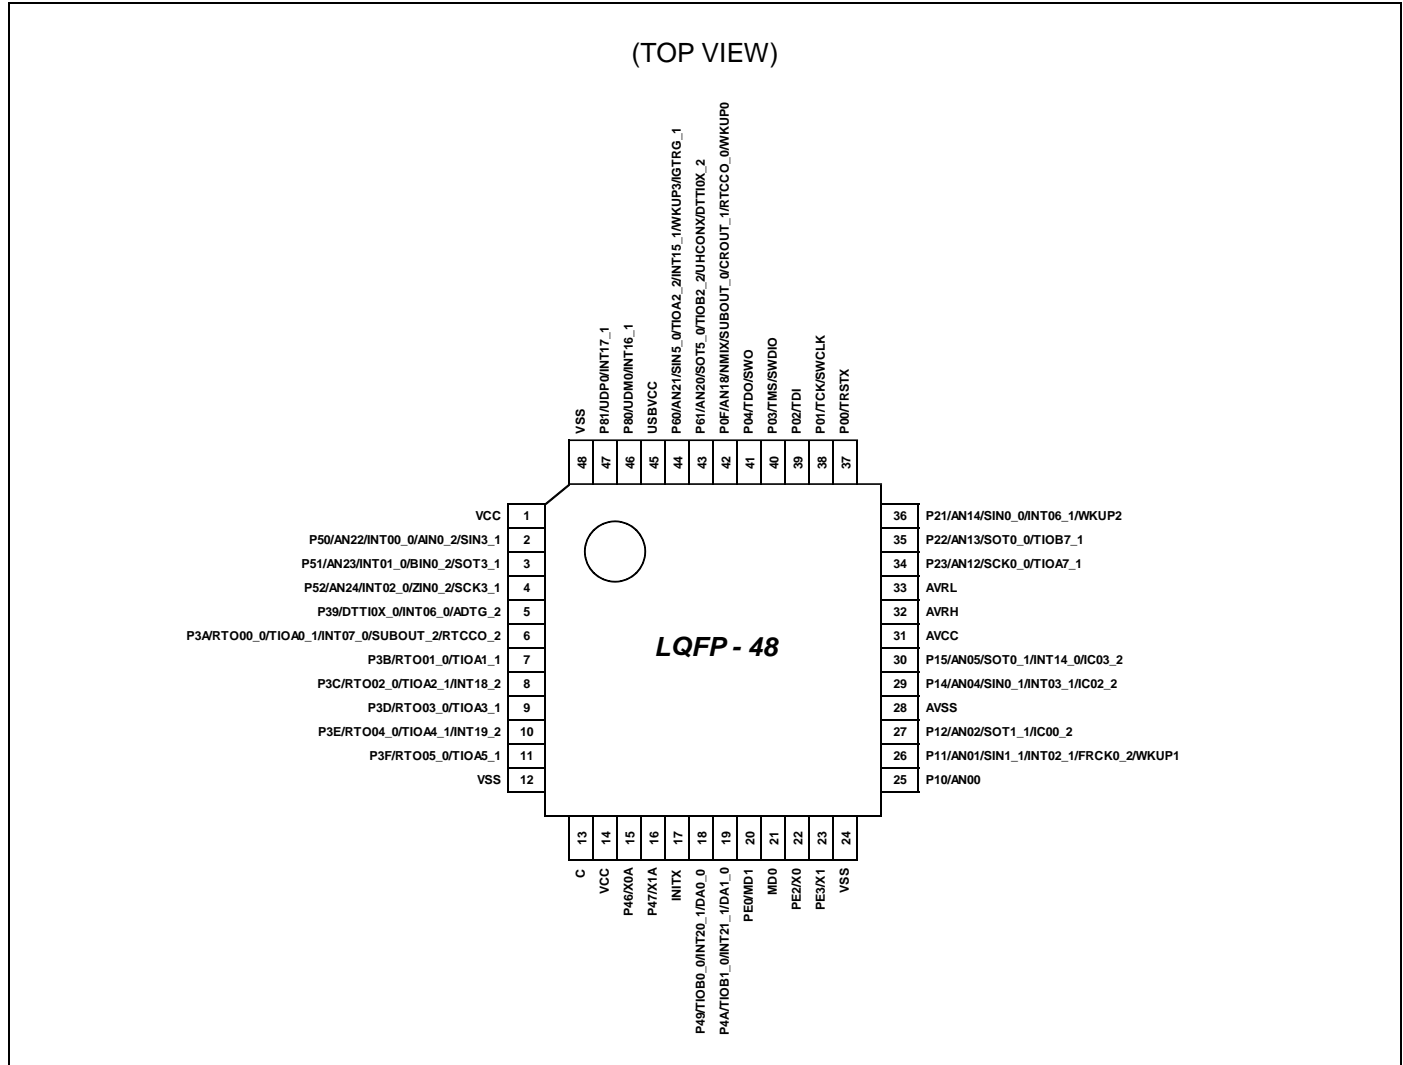 (TOP VIEW)
VSS
P81/UDP0/INT17_1
P80/UDM0/INT16_1
USBVCC
P60/AN21/SIN5_0/TIOA2_2/INT15_1/WKUP3/IGTRG_1
P61/AN20/SOT5_0/TIOB2_2/UHCONX/DTTI0X_2
P0F/AN18/NMIX/SUBOUT_0/CROUT_1/RTCCO_0/WKUP0
P04/TDO/SWO
P03/TMS/SWDIO
P02/TDI
P01/TCK/SWCLK
P00/TRSTX
48
47
46
45
44
43
42
41
40
39
38
37
VCC 1
P50/AN22/INT00_0/AIN0_2/SIN3_1 2
P51/AN23/INT01_0/BIN0_2/SOT3_1 3
P52/AN24/INT02_0/ZIN0_2/SCK3_1 4
P39/DTTI0X_0/INT06_0/ADTG_2 5
P3A/RTO00_0/TIOA0_1/INT07_0/SUBOUT_2/RTCCO_2 6
P3B/RTO01_0/TIOA1_1 7
P3C/RTO02_0/TIOA2_1/INT18_2 8
P3D/RTO03_0/TIOA3_1 9
P3E/RTO04_0/TIOA4_1/INT19_2 10
P3F/RTO05_0/TIOA5_1 11
VSS 12
LQFP - 48
36 P21/AN14/SIN0_0/INT06_1/WKUP2
35 P22/AN13/SOT0_0/TIOB7_1
34 P23/AN12/SCK0_0/TIOA7_1
33 AVRL
32 AVRH
31 AVCC
30 P15/AN05/SOT0_1/INT14_0/IC03_2
29 P14/AN04/SIN0_1/INT03_1/IC02_2
28 AVSS
27 P12/AN02/SOT1_1/IC00_2
26 P11/AN01/SIN1_1/INT02_1/FRCK0_2/WKUP1
25 P10/AN00
13
14
15
16
17
18
19
20
21
22
23
24
C
VCC
P46/X0A
P47/X1A
INITX
P49/TIOB0_0/INT20_1/DA0_0
P4A/TIOB1_0/INT21_1/DA1_0
PE0/MD1
MD0
PE2/X0
PE3/X1
VSS